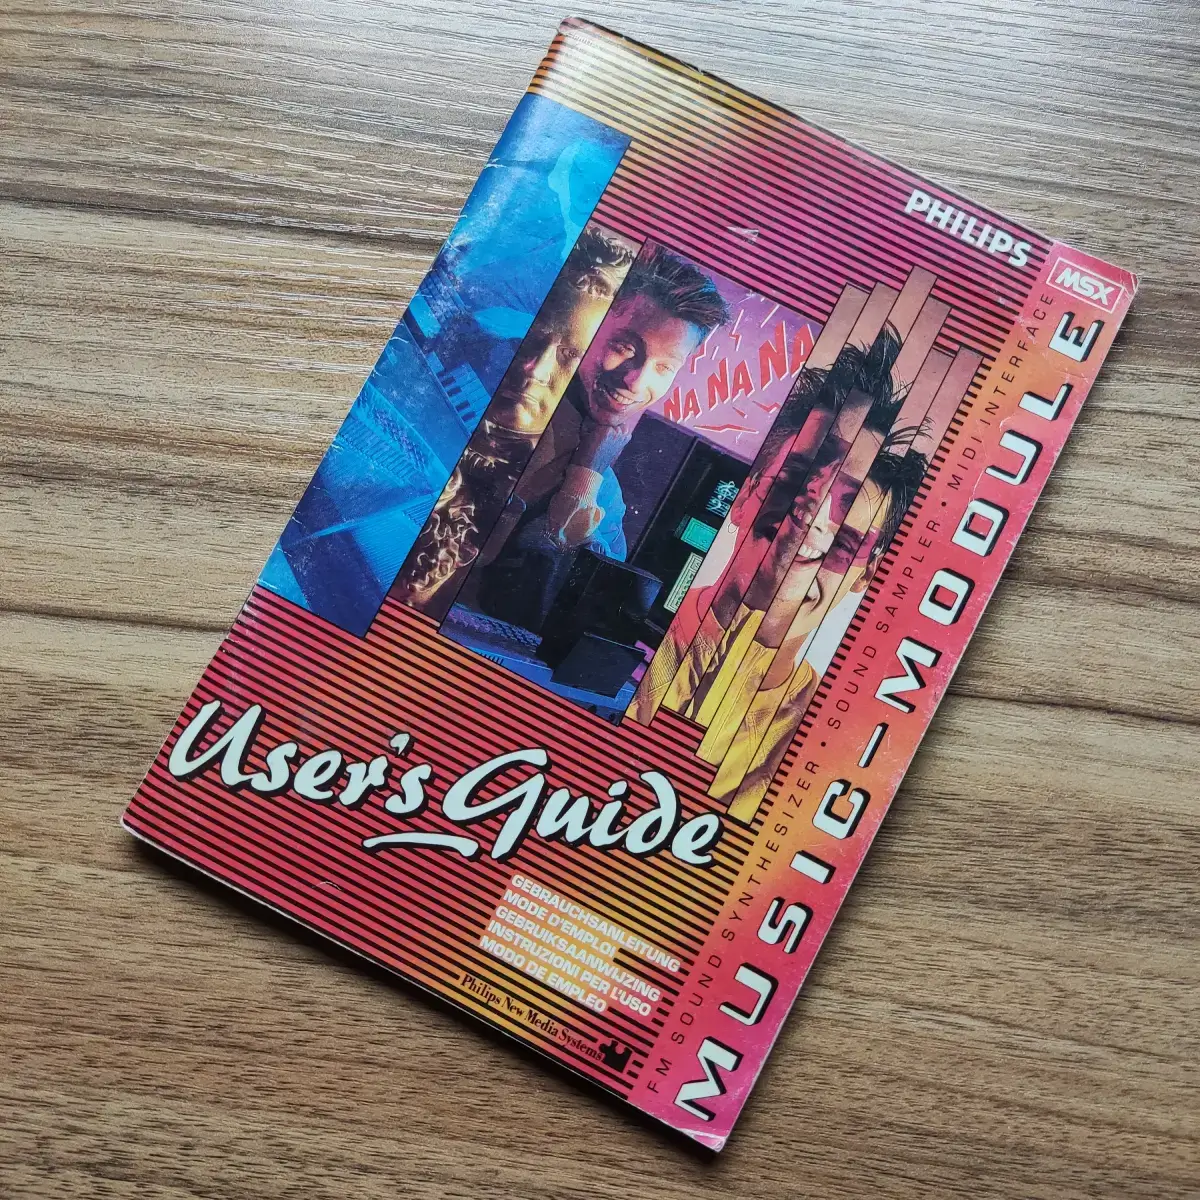 PHILIPS
MSX
NA NA NA
MUSIC-MODULE
FM SOUND SYNTHESIZER • SOUND SAMPLER • MIDI INTERFACE
User's Guide
GEBRAUCHSANLEITUNG
MODE D'EMPLOI
GEBRUIKSAANWIJZING
INSTRUZIONI PER L'USO
MODO DE EMPLEO
Philips New Media Systems